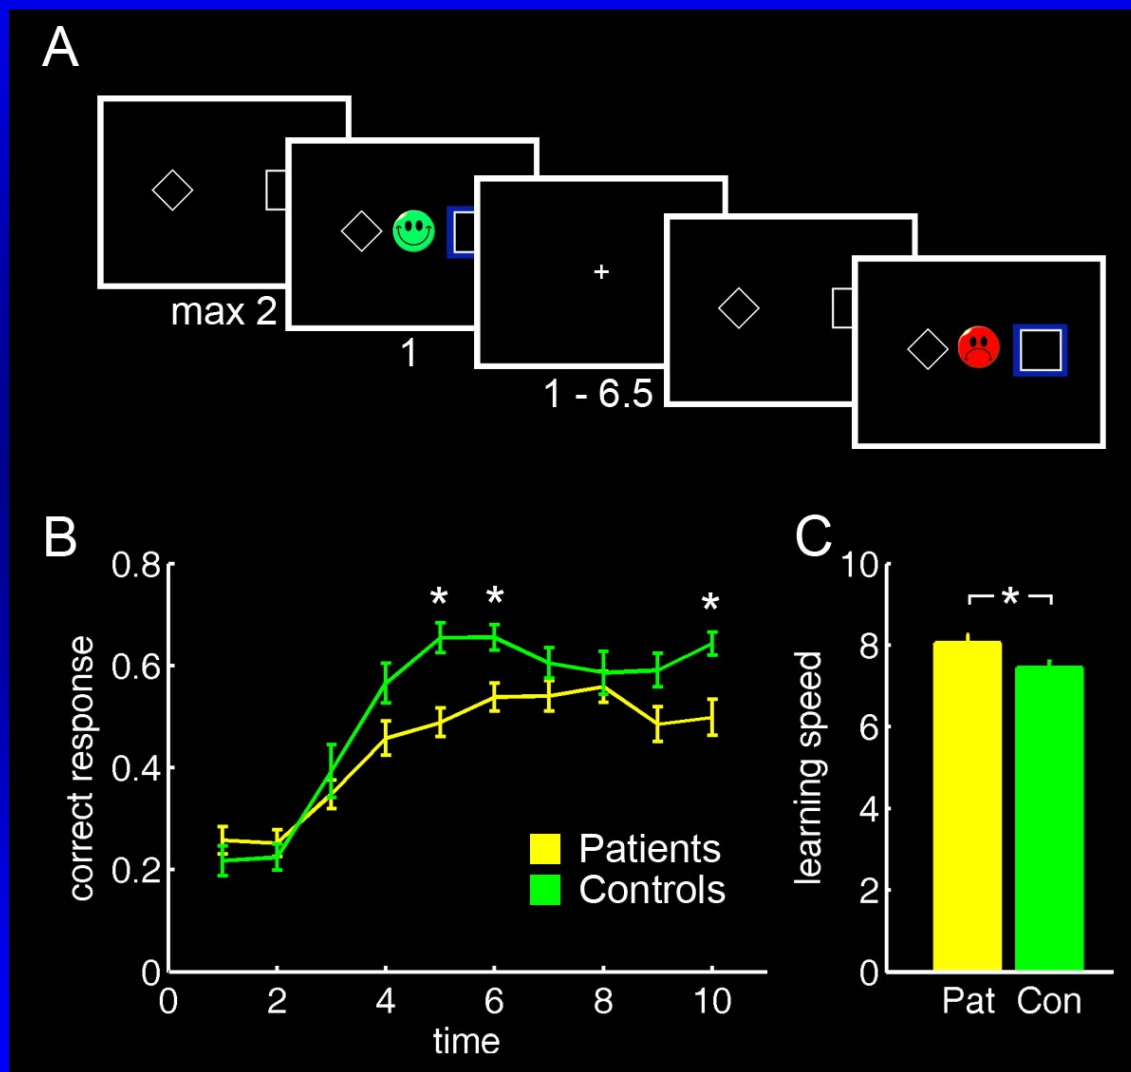 A
max 2
1
1 - 6.5
B
correct response
0.8
0.6
0.4
0.2
0
* * *
Patients
Controls
0 2 4 6 8 10
time
C
learning speed
10
8
6
4
2
0
*
Pat Con